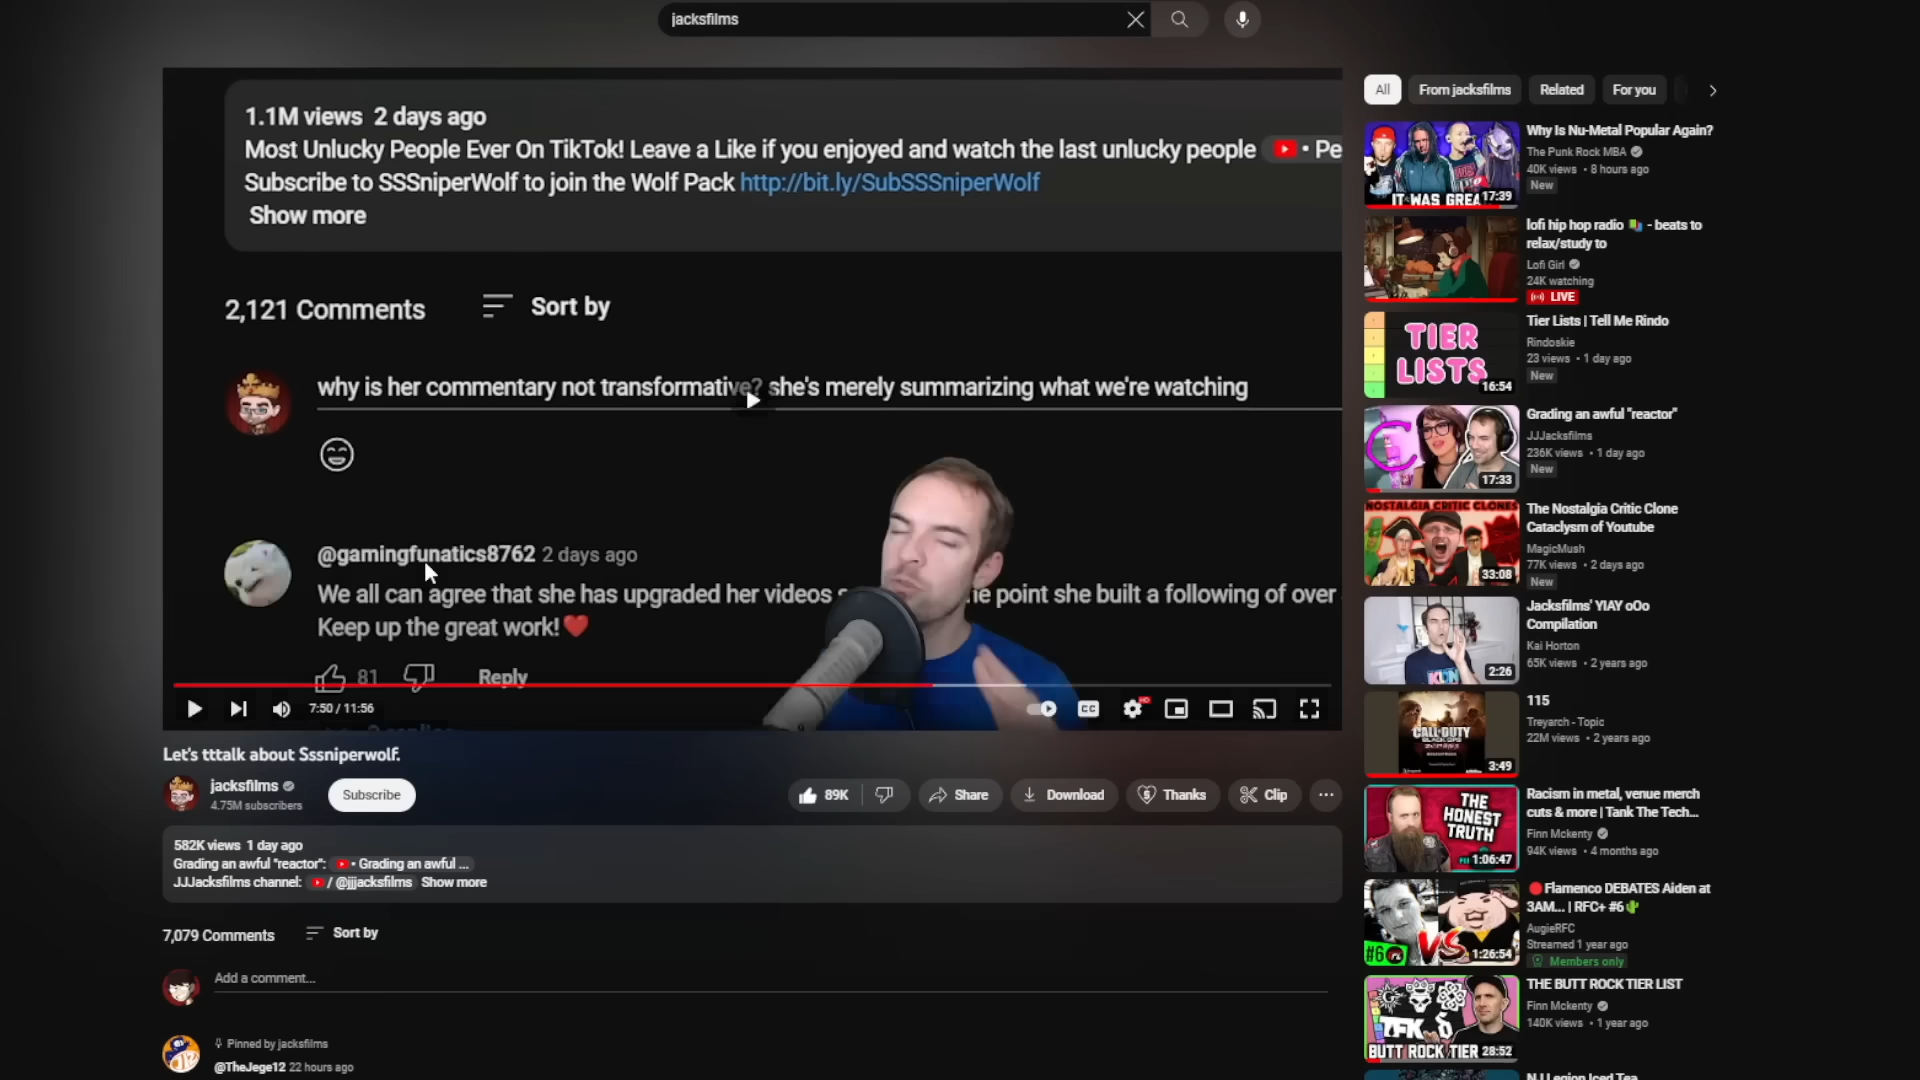 jacksfilms
1.1M views 2 days ago
Most Unlucky People Ever On TikTok! Leave a Like if you enjoyed and watch the last unlucky people • Pe
Subscribe to SSSniperWolf to join the Wolf Pack http://bit.ly/SubSSSniperWolf
Show more
2,121 Comments
Sort by
why is her commentary not transformative? she's merely summarizing what we're watching
@gamingfunatics8762 2 days ago
We all can agree that she has upgraded her videos s
e point she built a following of over
Keep up the great work!❤️
81
Reply
7:50 / 11:56
CC
HD
Let's tttalk about Sssniperwolf.
jacksfilms
4.75M subscribers
Subscribe
89K
Share
Download
Thanks
Clip
582K views 1 day ago
Grading an awful "reactor": • Grading an awful ...
JJJacksfilms channel: / @jjjacksfilms Show more
7,079 Comments
Sort by
Add a comment...
Pinned by jacksfilms
@TheJege12 22 hours ago
All
From jacksfilms
Related
For you
Why Is Nu-Metal Popular Again?
The Punk Rock MBA
40K views • 8 hours ago
New
IT WAS GREA
17:39
lofi hip hop radio 📚 - beats to
relax/study to
Lofi Girl
24K watching
LIVE
Tier Lists | Tell Me Rindo
Rindoskie
23 views • 1 day ago
New
TIER
LISTS
16:54
Grading an awful "reactor"
JJJacksfilms
236K views • 1 day ago
New
C
17:33
The Nostalgia Critic Clone
Cataclysm of Youtube
MagicMush
77K views • 2 days ago
New
NOSTALGIA CRITIC CLONES
33:08
Jacksfilms' YIAY oOo
Compilation
Kai Horton
65K views • 2 years ago
2:26
115
Treyarch - Topic
22M views • 2 years ago
CALL DUTY
BLACK OPS
ZOMBIES
3:49
Racism in metal, venue merch
cuts & more | Tank The Tech...
Finn Mckenty
94K views • 4 months ago
THE
HONEST
TRUTH
1:06:47
🔴Flamenco DEBATES Aiden at
3AM... | RFC+ #6🌵
AugieRFC
Streamed 1 year ago
Members only
#6
VS
1:26:54
THE BUTT ROCK TIER LIST
Finn Mckenty
140K views • 1 year ago
TFK
BUTT ROCK TIER
28:52
NJ Legion Iced Tea